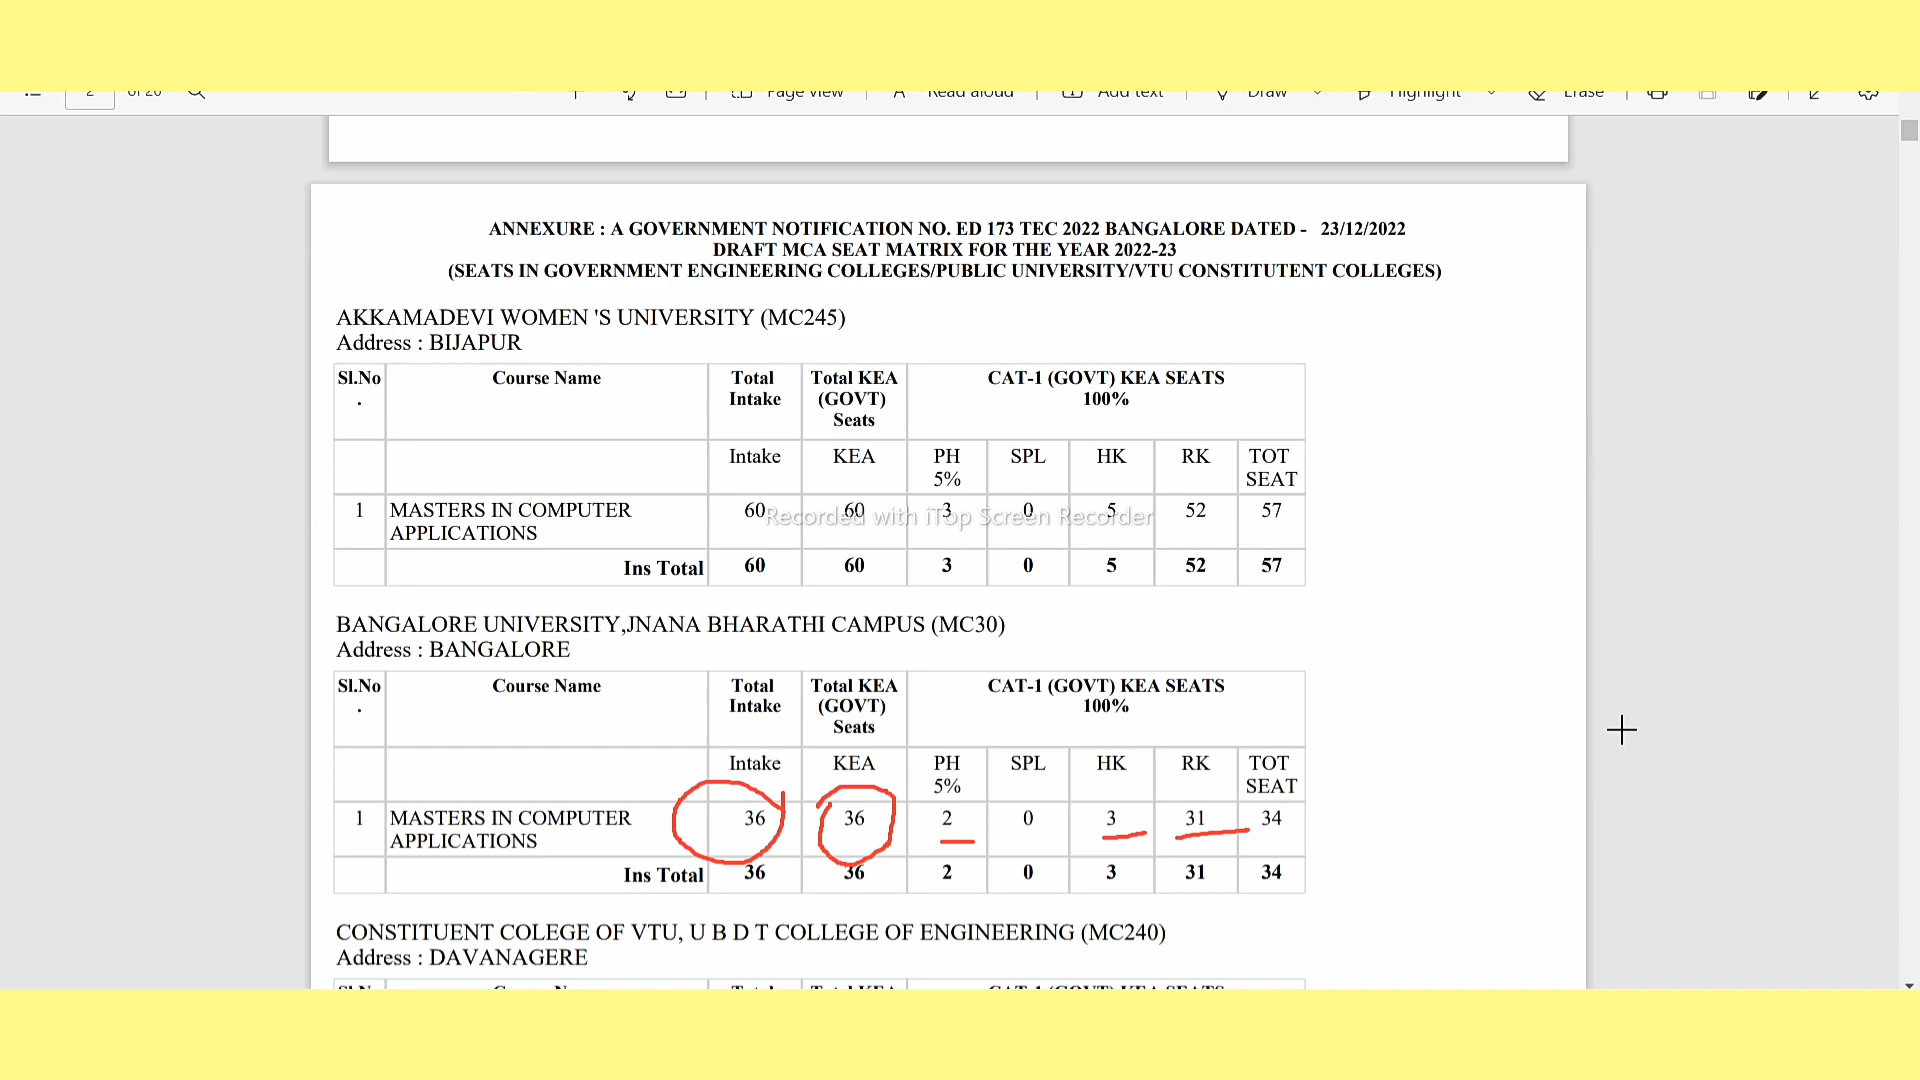 2 of 20 Page view A Read aloud Add text Draw Highlight Erase
ANNEXURE : A GOVERNMENT NOTIFICATION NO. ED 173 TEC 2022 BANGALORE DATED - 23/12/2022
DRAFT MCA SEAT MATRIX FOR THE YEAR 2022-23
(SEATS IN GOVERNMENT ENGINEERING COLLEGES/PUBLIC UNIVERSITY/VTU CONSTITUTENT COLLEGES)
AKKAMADEVI WOMEN 'S UNIVERSITY (MC245)
Address : BIJAPUR
Sl.No Course Name Total Total KEA CAT-1 (GOVT) KEA SEATS
. Intake (GOVT) 100%
Seats
Intake KEA PH SPL HK RK TOT
5% SEAT
1 MASTERS IN COMPUTER 60 60 3 0 5 52 57
Recorded with iTop Screen Recorder
APPLICATIONS
Ins Total 60 60 3 0 5 52 57
BANGALORE UNIVERSITY,JNANA BHARATHI CAMPUS (MC30)
Address : BANGALORE
Sl.No Course Name Total Total KEA CAT-1 (GOVT) KEA SEATS
. Intake (GOVT) 100%
Seats
Intake KEA PH SPL HK RK TOT
5% SEAT
1 MASTERS IN COMPUTER 36 36 2 0 3 31 34
APPLICATIONS
Ins Total 36 36 2 0 3 31 34
CONSTITUENT COLEGE OF VTU, U B D T COLLEGE OF ENGINEERING (MC240)
Address : DAVANAGERE